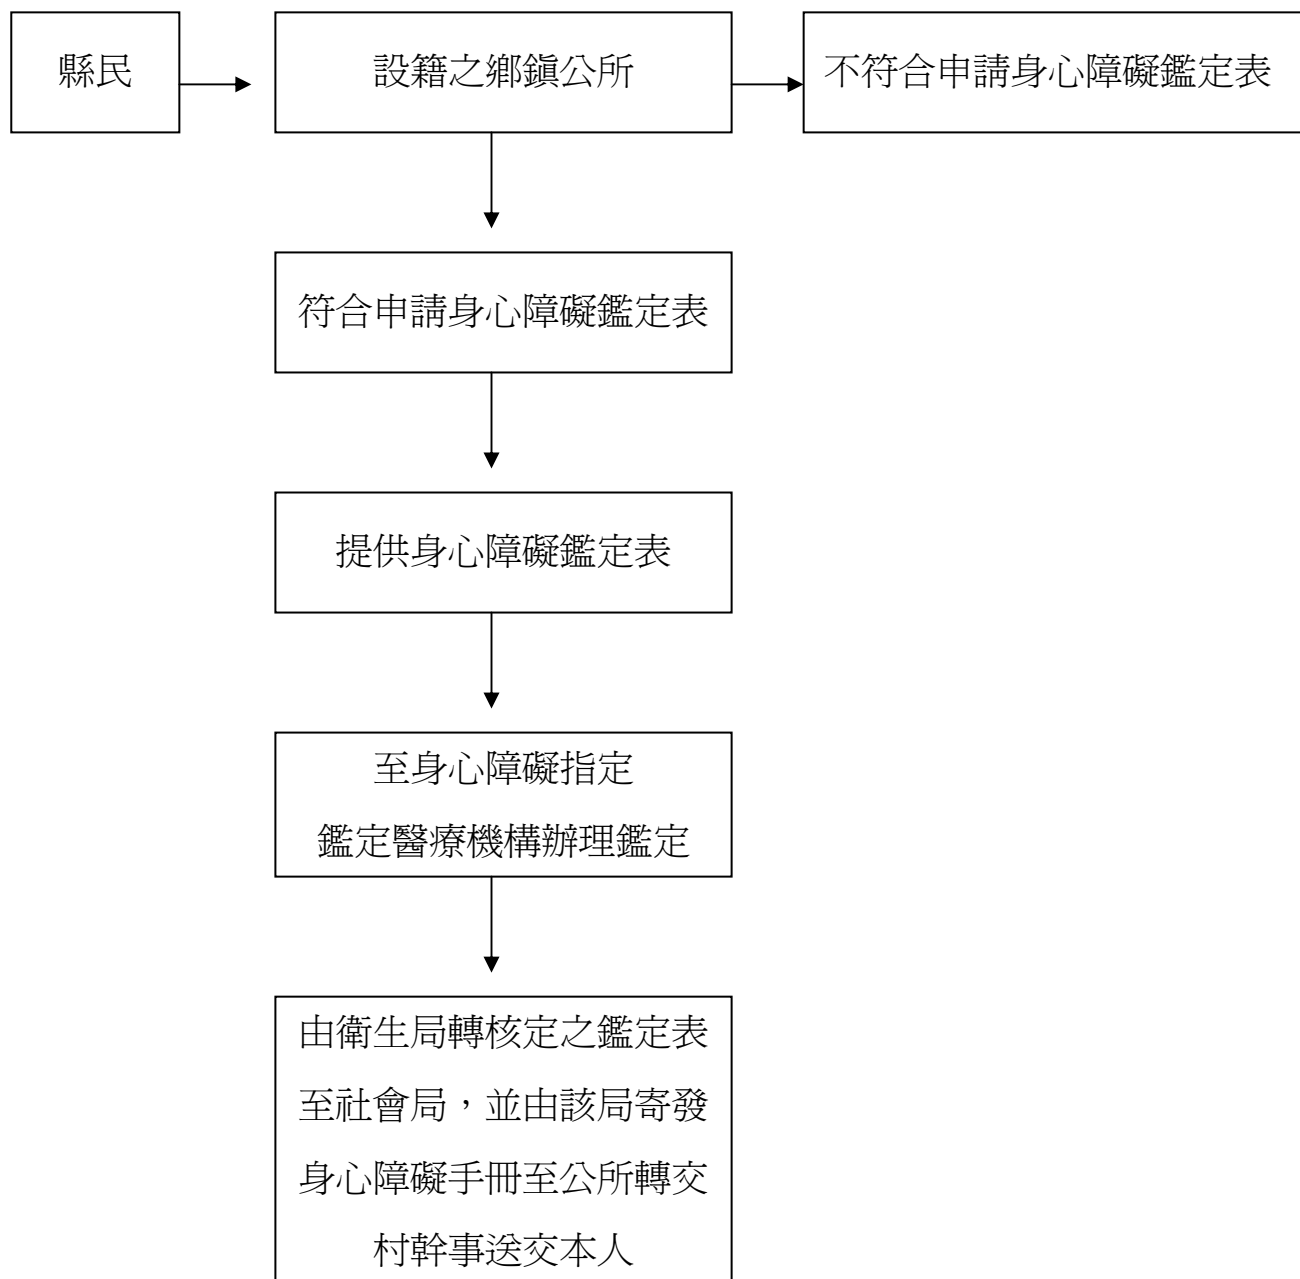 縣民
設籍之鄉鎮公所
不符合申請身心障礙鑑定表
符合申請身心障礙鑑定表
提供身心障礙鑑定表
至身心障礙指定
鑑定醫療機構辦理鑑定
由衛生局轉核定之鑑定表
至社會局，並由該局寄發
身心障礙手冊至公所轉交
村幹事送交本人